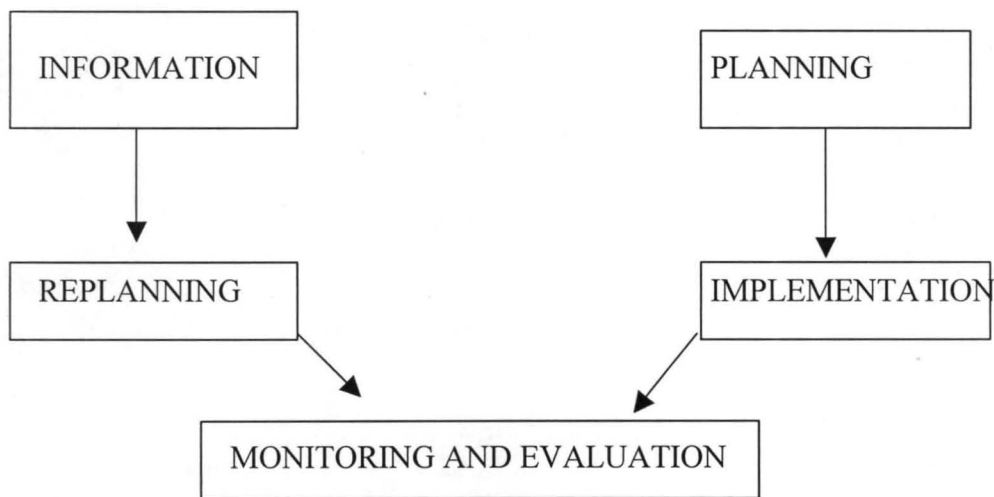 INFORMATION
PLANNING
REPLANNING
IMPLEMENTATION
MONITORING AND EVALUATION